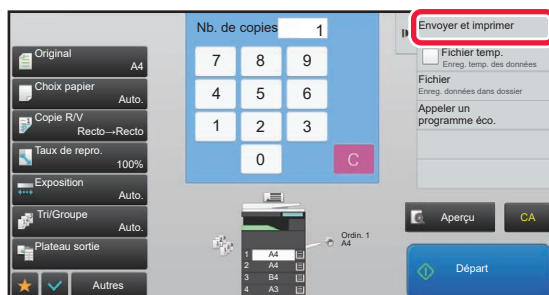 Nb. de copies 1
Original
A4
Choix papier
Auto.
Copie R/V
Recto→Recto
Taux de repro.
100%
Exposition
Auto.
Tri/Groupe
Auto.
Plateau sortie
Autres
7 8 9
4 5 6
1 2 3
0 C
1 A4
2 A4
3 B4
4 A3
Ordin. 1
A4
Envoyer et imprimer
Fichier temp.
Enreg. temp. des données
Fichier
Enreg. données dans dossier
Appeler un
programme éco.
Aperçu
CA
Départ